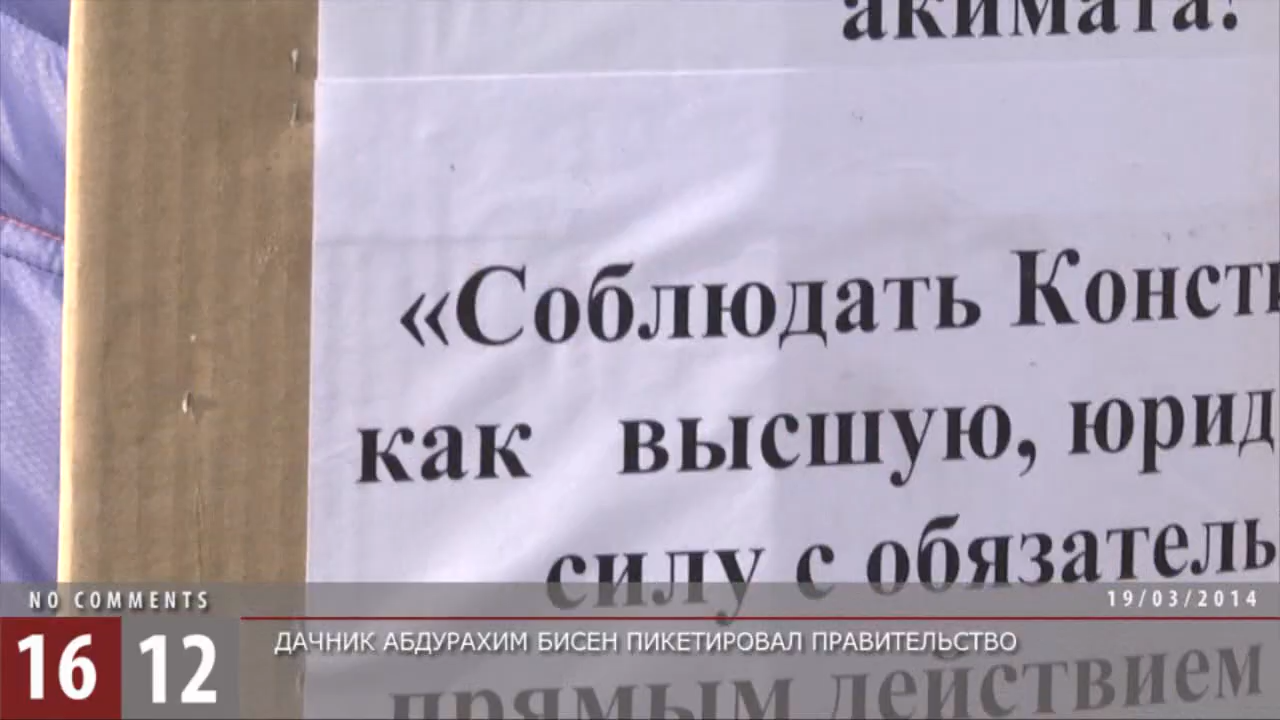 акимата!
«Соблюдать Консти
как высшую, юрид
силу с обязатель
прямым действием
NO COMMENTS
19/03/2014
16 12
ДАЧНИК АБДУРАХИМ БИСЕН ПИКЕТИРОВАЛ ПРАВИТЕЛЬСТВО